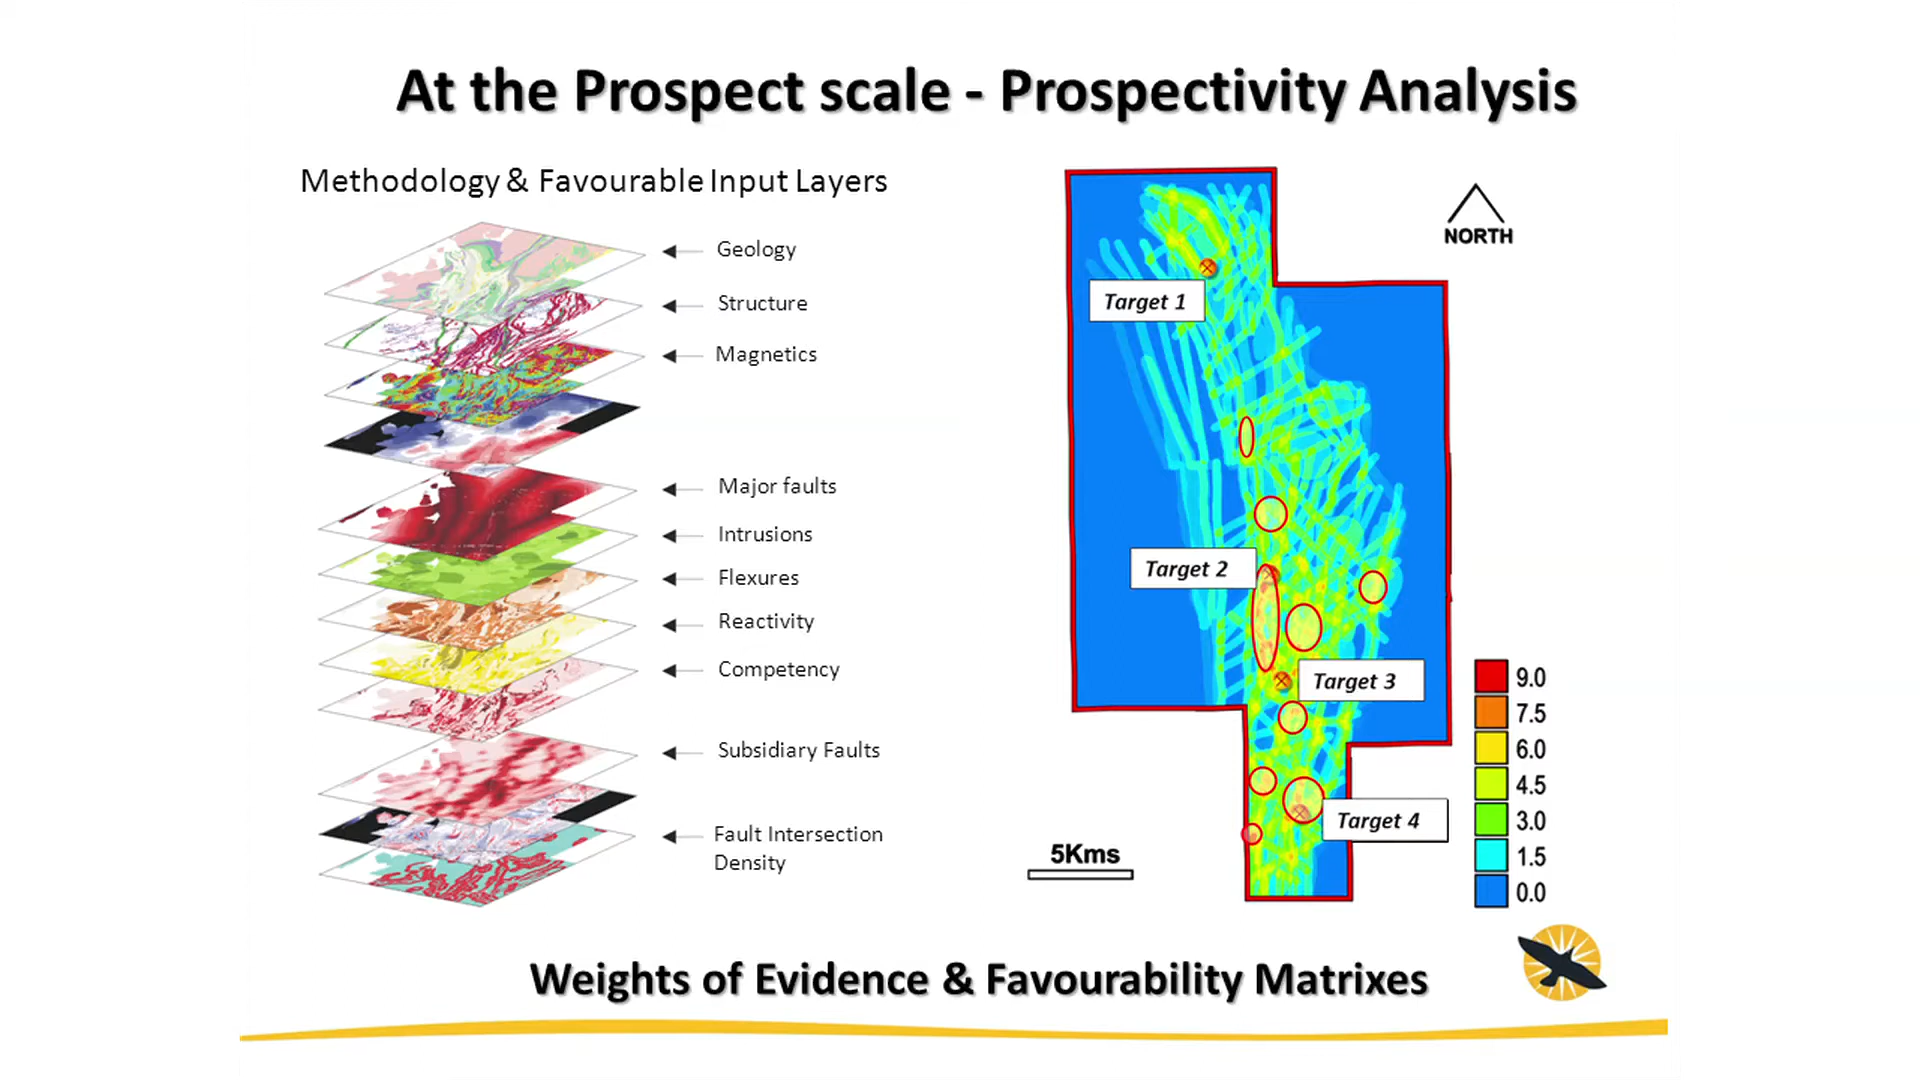 At the Prospect scale - Prospectivity Analysis
Methodology & Favourable Input Layers
Geology
Structure
Magnetics
Major faults
Intrusions
Flexures
Reactivity
Competency
Subsidiary Faults
Fault Intersection
Density
NORTH
Target 1
Target 2
Target 3
Target 4
5Kms
9.0
7.5
6.0
4.5
3.0
1.5
0.0
Weights of Evidence & Favourability Matrixes